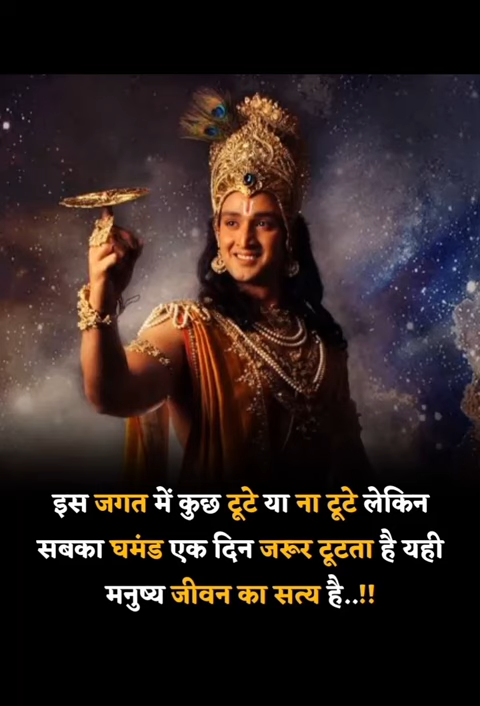 इस जगत में कुछ टूटे या ना टूटे लेकिन
सबका घमंड एक दिन जरूर टूटता है यही
मनुष्य जीवन का सत्य है..!!